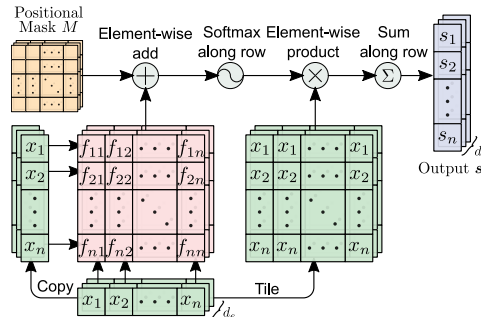 Positional
Mask M
Element-wise
add
Softmax
along row
Element-wise
product
Sum
along row
+
×
Σ
s₁
s₂
⋮
sₙ
d
Output s
x₁
x₂
⋮
xₙ
f₁₁ f₁₂ ··· f₁ₙ
f₂₁ f₂₂ ··· f₂ₙ
⋮ ⋮ ⋱ ⋮
fₙ₁ fₙ₂ ··· fₙₙ
x₁ x₁ ··· x₁
x₂ x₂ ··· x₂
⋮ ⋮ ⋱ ⋮
xₙ xₙ ··· xₙ
Copy
x₁ x₂ ··· xₙ
Tile